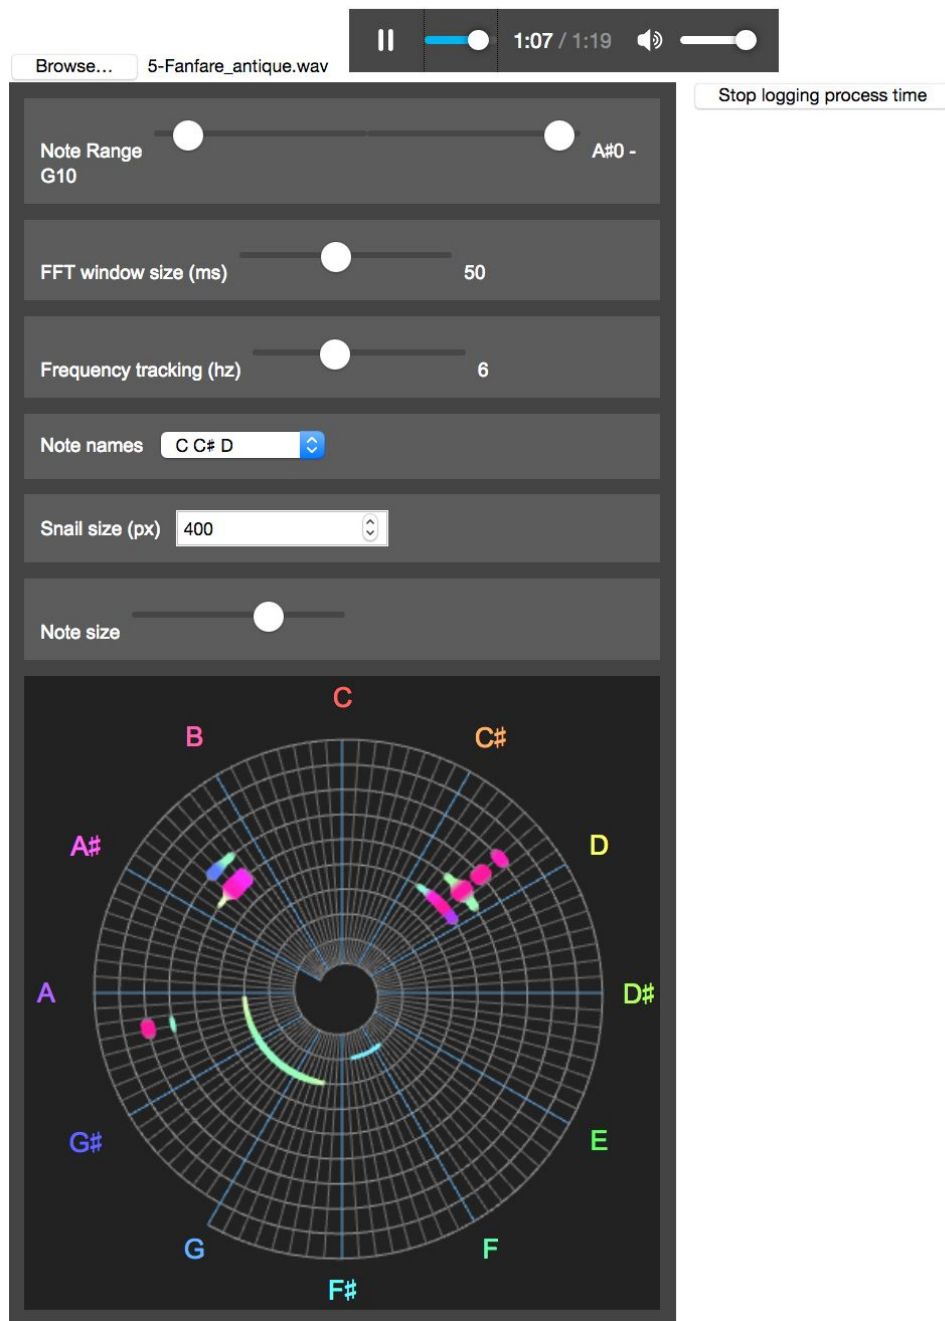 1:07 / 1:19
Browse... 5-Fanfare_antique.wav
Stop logging process time
Note Range A#0 -
G10
FFT window size (ms) 50
Frequency tracking (hz) 6
Note names C C# D
Snail size (px) 400
Note size
C
B C♯
A♯ D
A D♯
G♯ E
G F
F♯